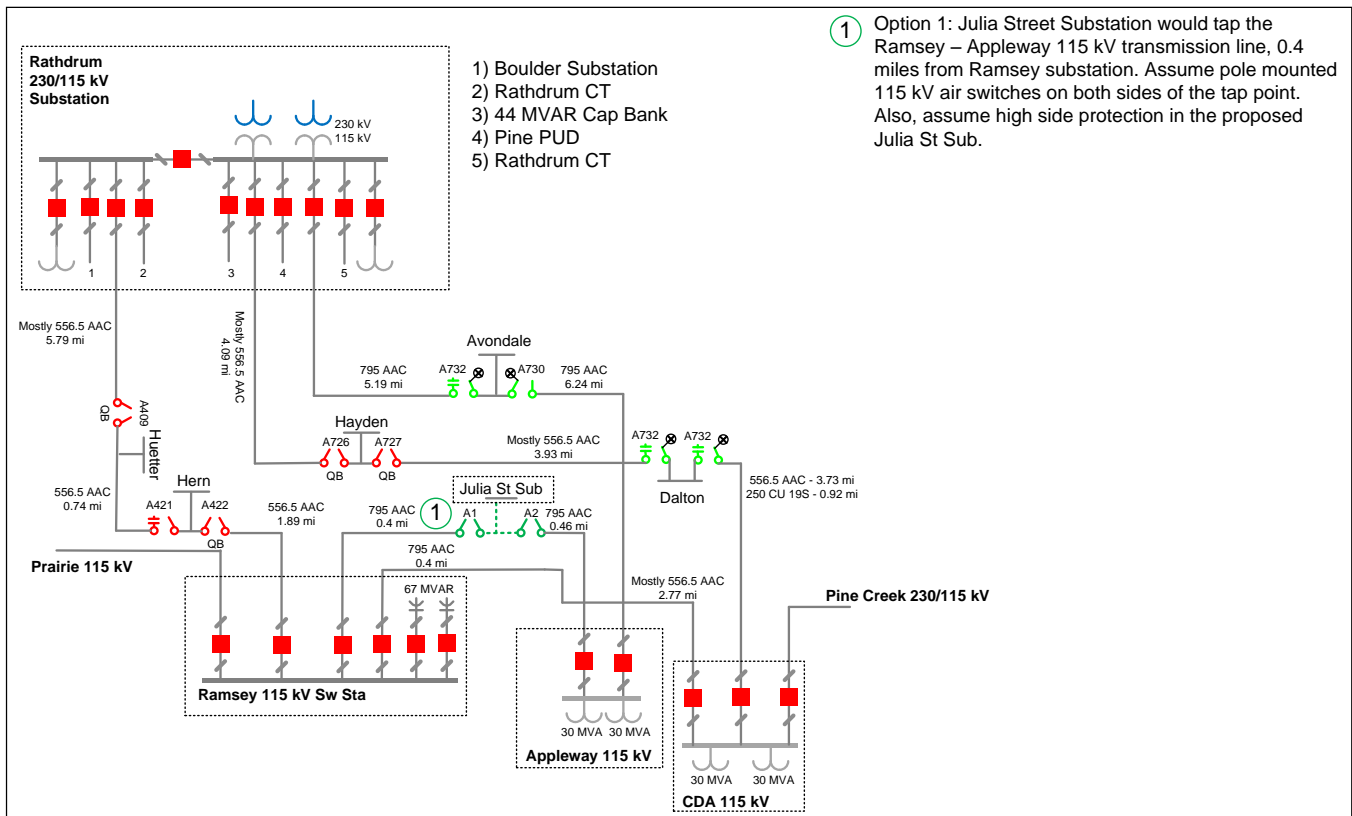 Rathdrum
230/115 kV
Substation
230 kV
115 kV
1
2
3
4
5
1) Boulder Substation
2) Rathdrum CT
3) 44 MVAR Cap Bank
4) Pine PUD
5) Rathdrum CT
1
Option 1: Julia Street Substation would tap the
Ramsey – Appleway 115 kV transmission line, 0.4
miles from Ramsey substation. Assume pole mounted
115 kV air switches on both sides of the tap point.
Also, assume high side protection in the proposed
Julia St Sub.
Mostly 556.5 AAC
5.79 mi
Mostly 556.5 AAC
4.09 mi
Avondale
795 AAC
5.19 mi
A732
A730
795 AAC
6.24 mi
QB
A409
Huetter
Hayden
A726
A727
QB
QB
Mostly 556.5 AAC
3.93 mi
A732
A732
Dalton
556.5 AAC - 3.73 mi
250 CU 19S - 0.92 mi
556.5 AAC
0.74 mi
Hern
A421
A422
QB
556.5 AAC
1.89 mi
795 AAC
0.4 mi
1
Julia St Sub
A1
A2
795 AAC
0.46 mi
795 AAC
0.4 mi
Prairie 115 kV
67 MVAR
Mostly 556.5 AAC
2.77 mi
Pine Creek 230/115 kV
Ramsey 115 kV Sw Sta
30 MVA
30 MVA
Appleway 115 kV
30 MVA
30 MVA
CDA 115 kV